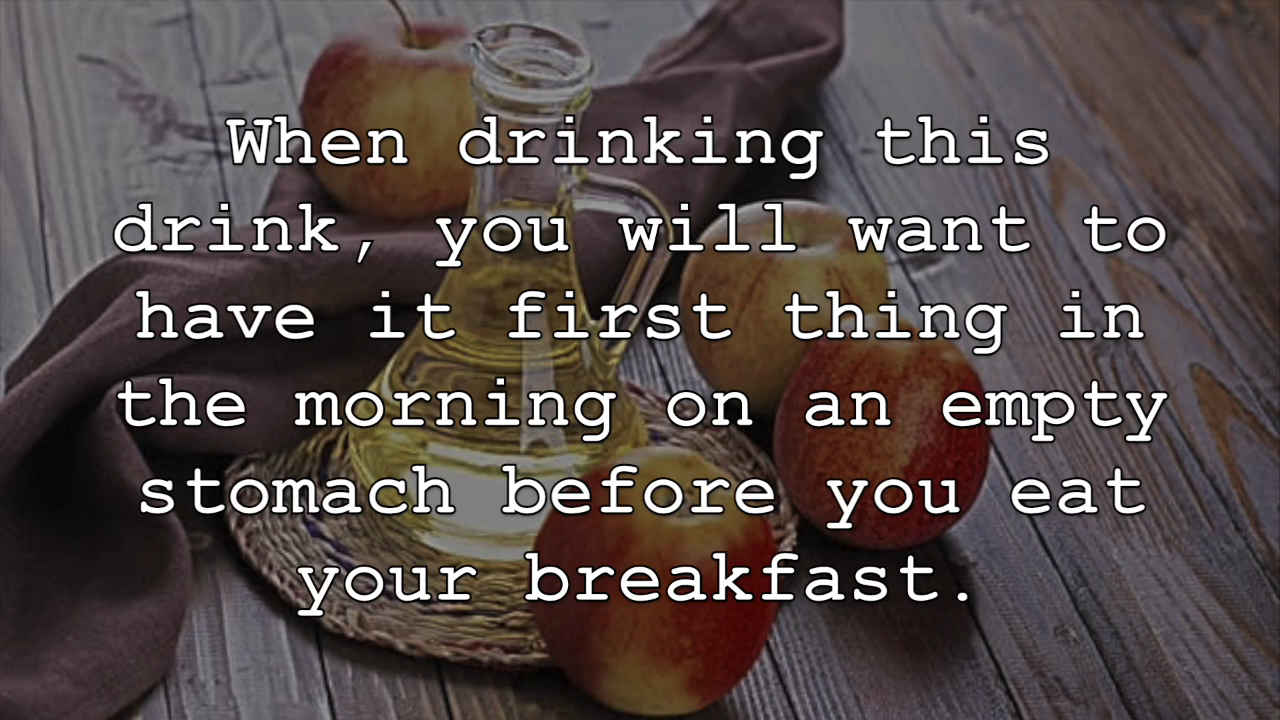 When drinking this
drink, you will want to
have it first thing in
the morning on an empty
stomach before you eat
your breakfast.